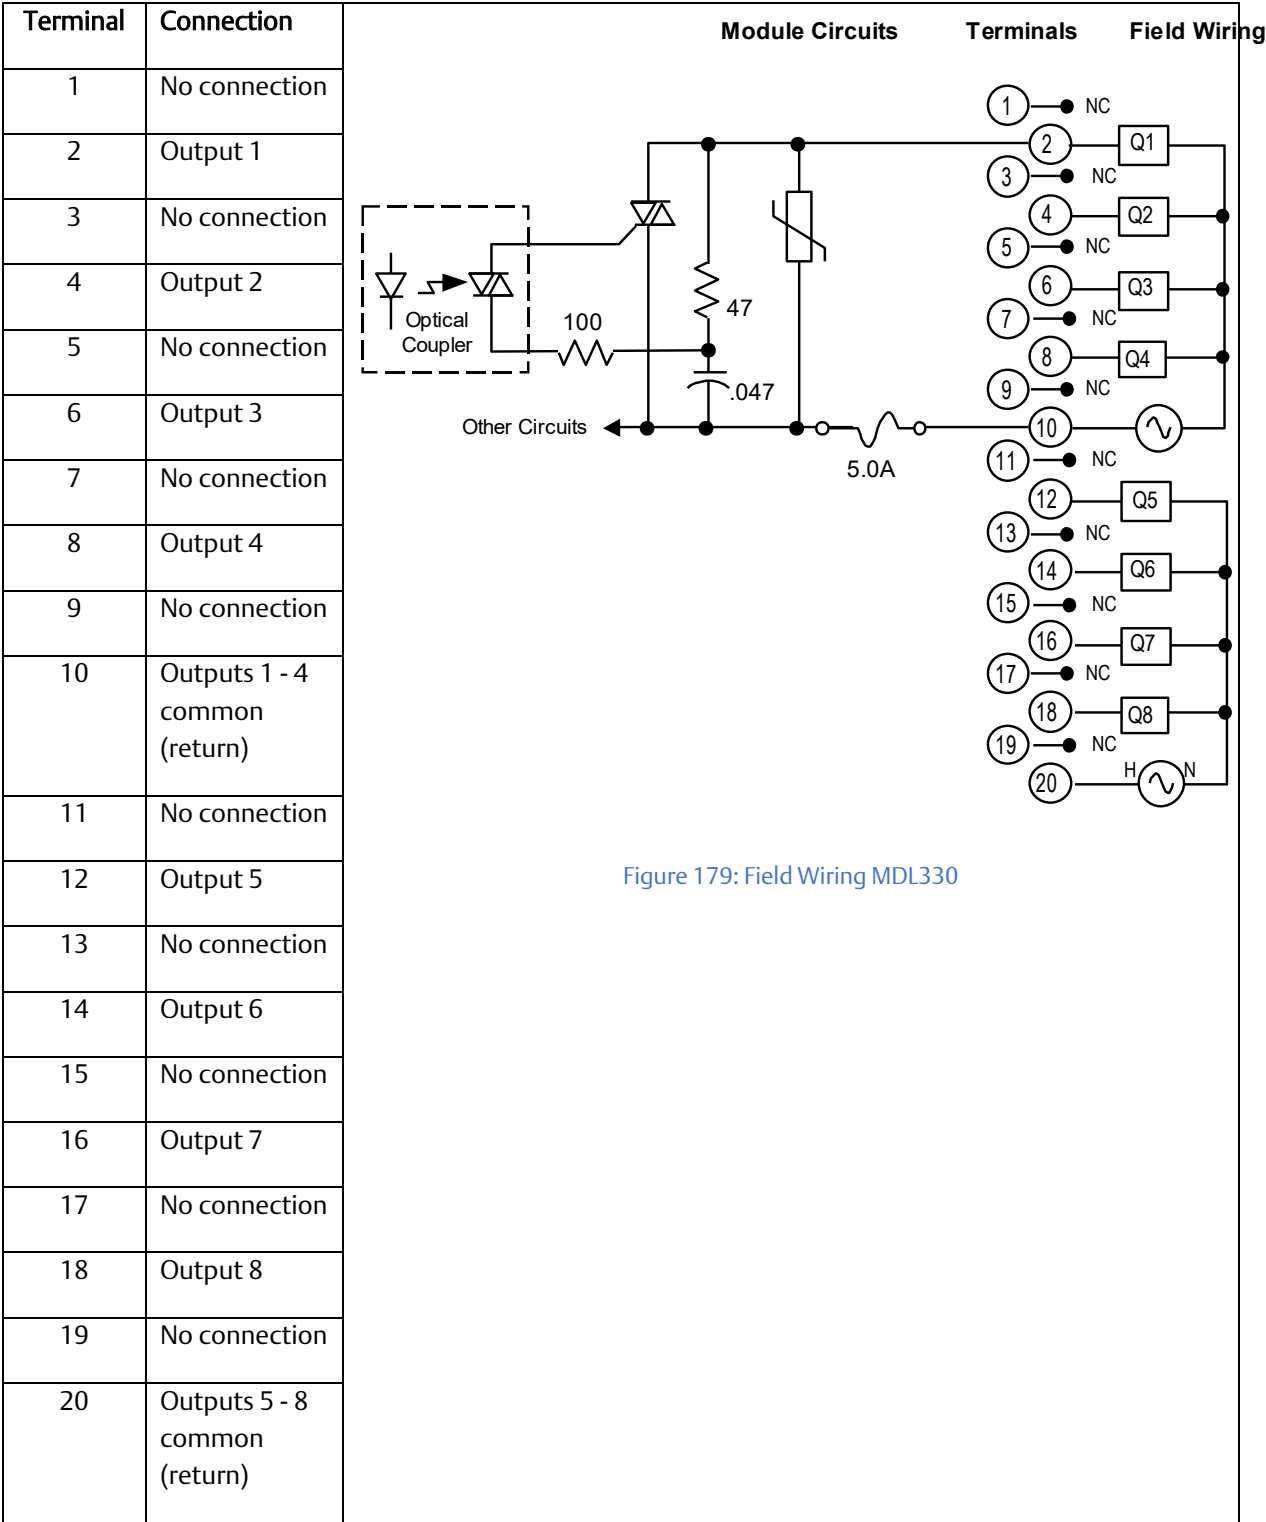 Terminal Connection
1 No connection
2 Output 1
3 No connection
4 Output 2
5 No connection
6 Output 3
7 No connection
8 Output 4
9 No connection
10 Outputs 1 - 4
common
(return)
11 No connection
12 Output 5
13 No connection
14 Output 6
15 No connection
16 Output 7
17 No connection
18 Output 8
19 No connection
20 Outputs 5 - 8
common
(return)
Module Circuits Terminals Field Wiring
1 NC
2 Q1
3 NC
4 Q2
5 NC
6 Q3
7 NC
8 Q4
9 NC
10
11 NC
12 Q5
13 NC
14 Q6
15 NC
16 Q7
17 NC
18 Q8
19 NC
20 H N
Optical
Coupler
100
47
.047
Other Circuits
5.0A
Figure 179: Field Wiring MDL330